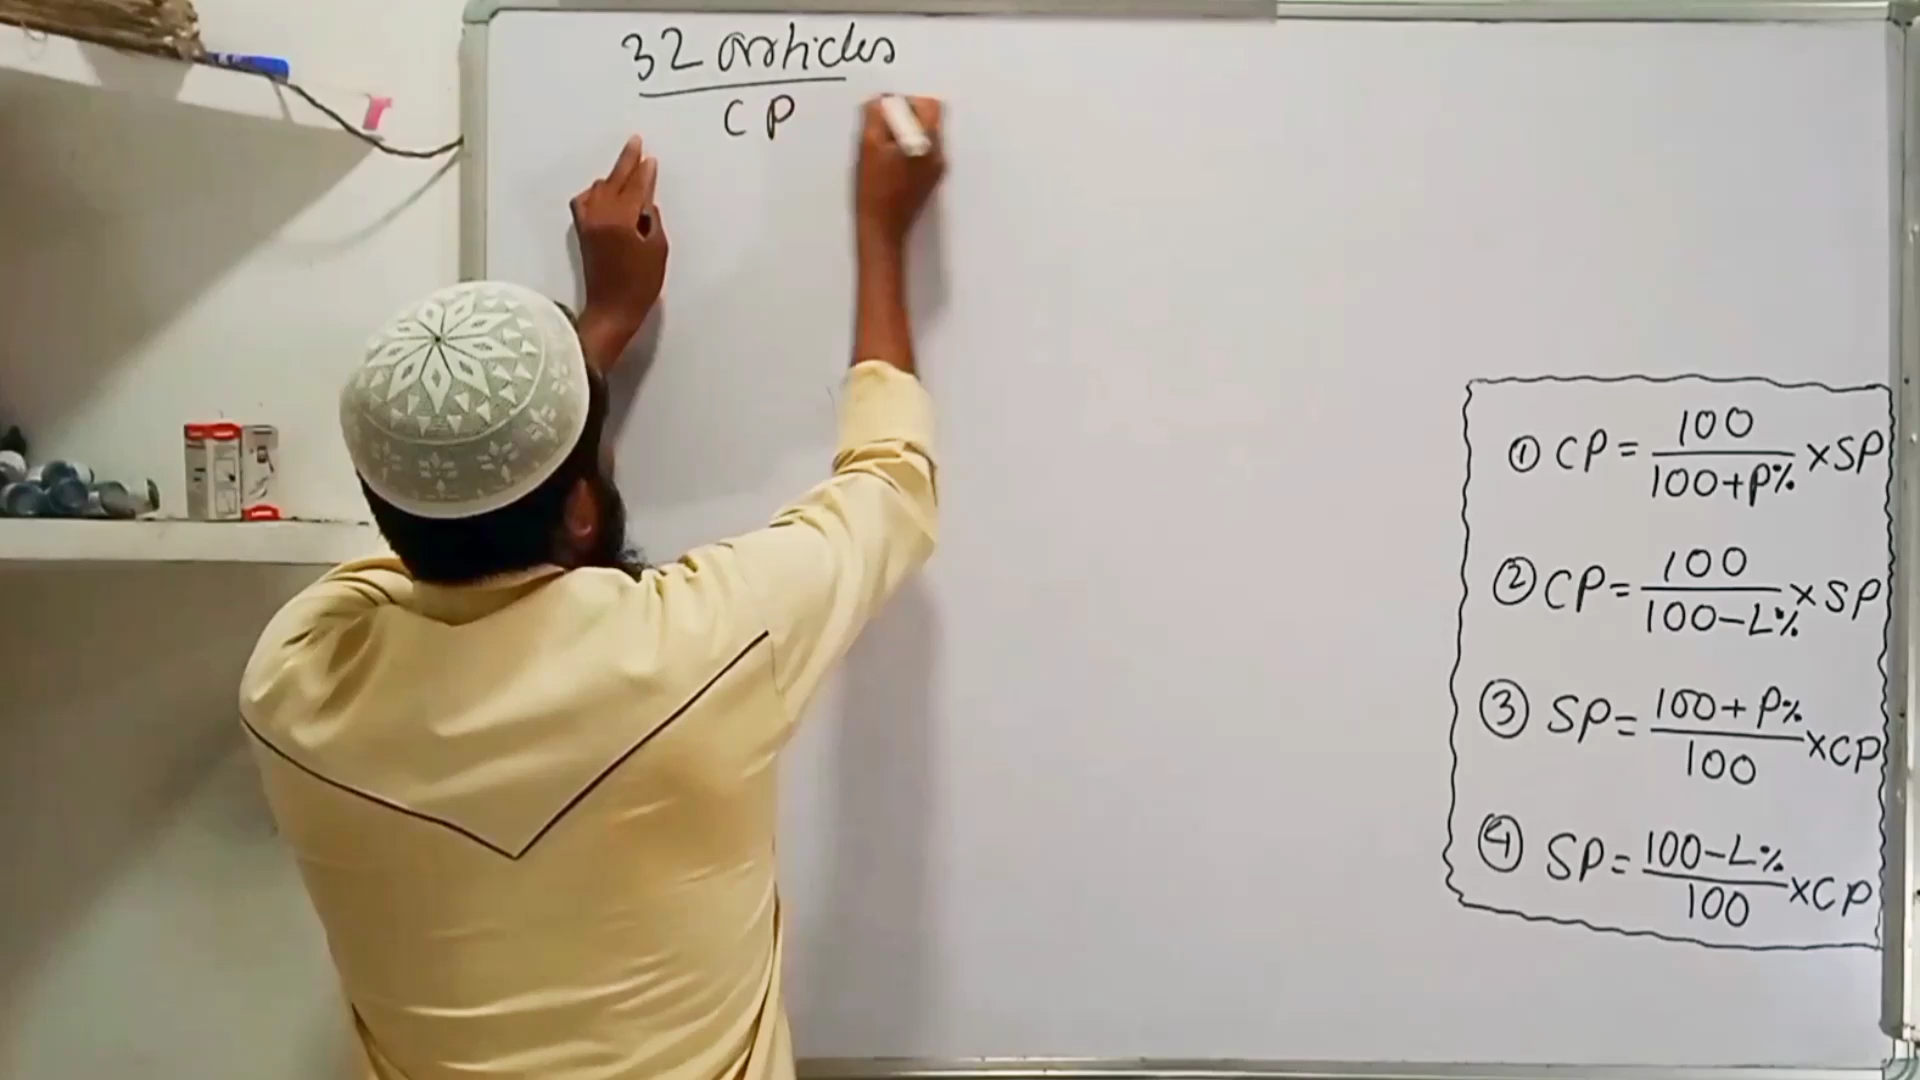 32 articles
CP
① CP = 100/100+P% × SP
② CP = 100/100-L% × SP
③ SP = 100+P%/100 × CP
④ SP = 100-L%/100 × CP